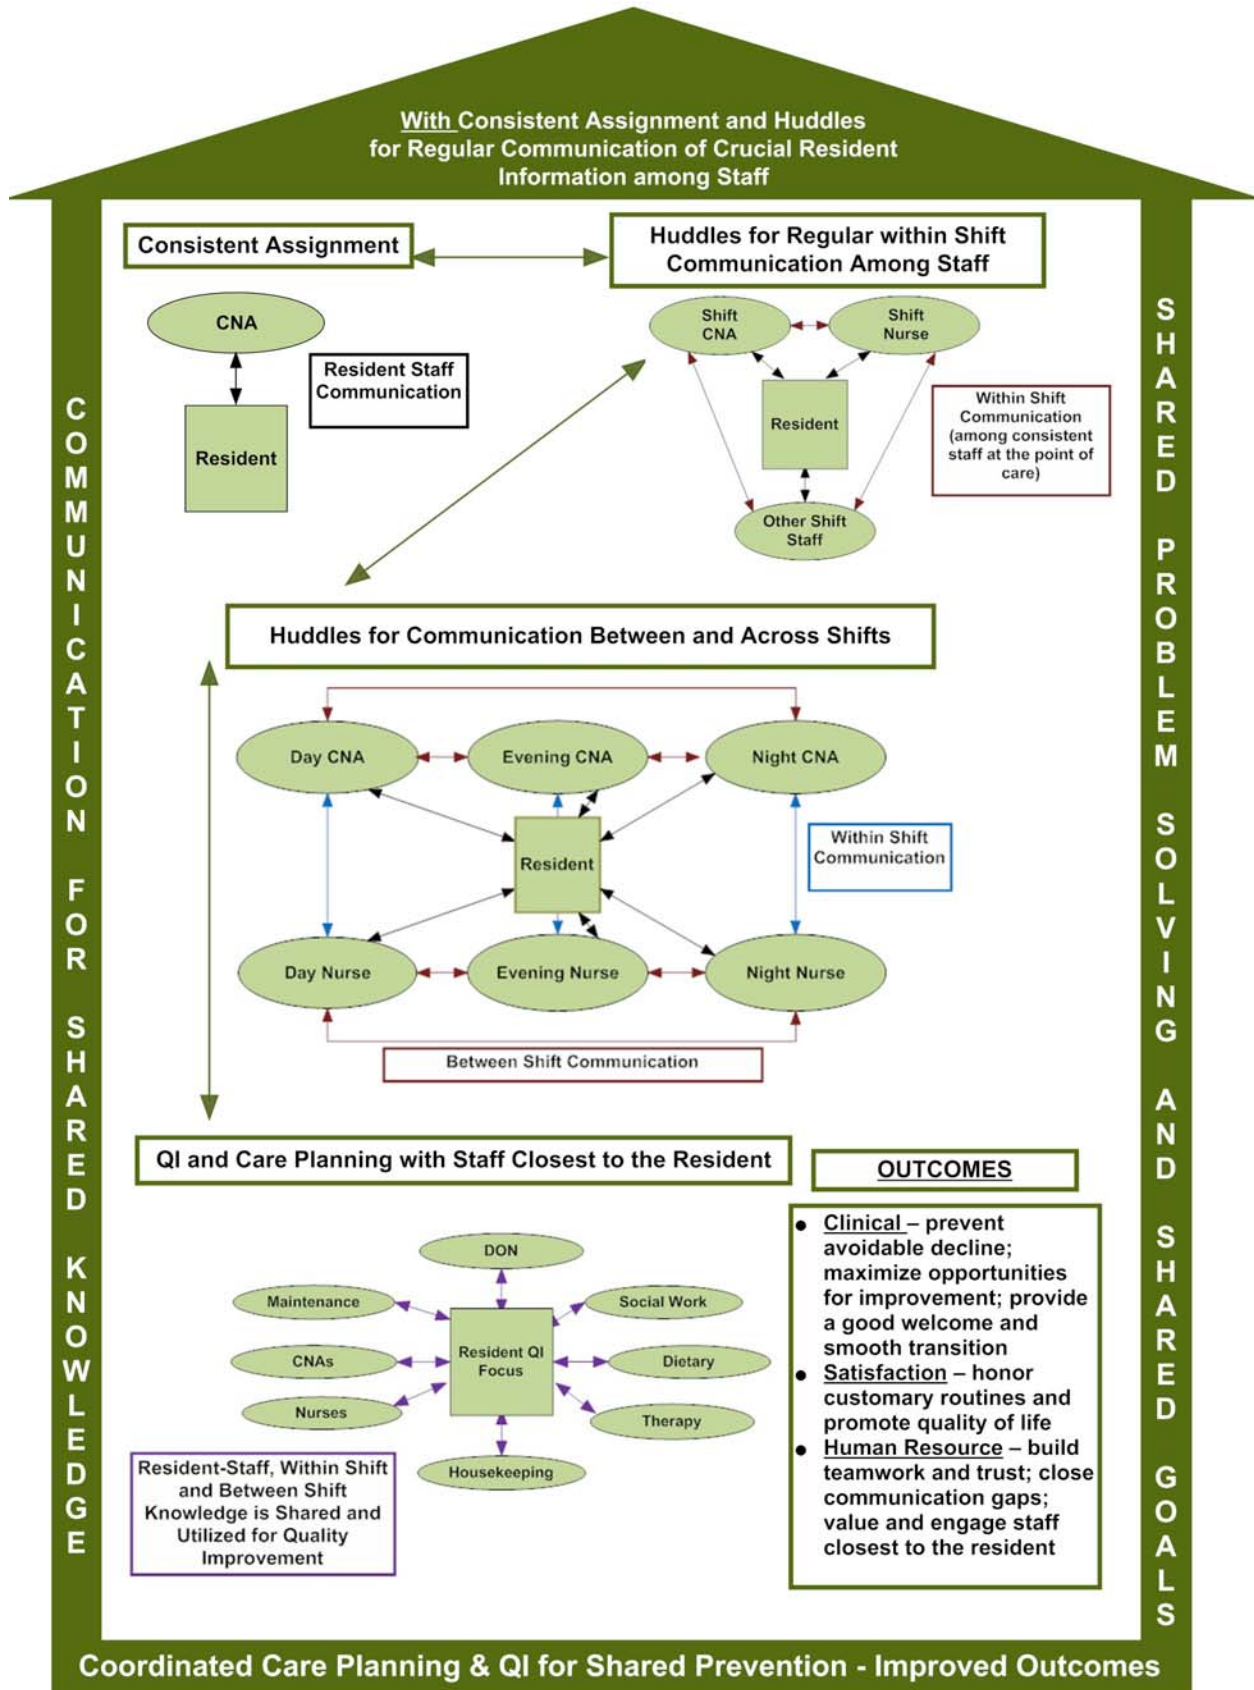 With Consistent Assignment and Huddles
for Regular Communication of Crucial Resident
Information among Staff
COMMUNICATION FOR SHARED KNOWLEDGE
SHARED PROBLEM SOLVING AND SHARED GOALS
Consistent Assignment
CNA
Resident
Resident Staff
Communication
Huddles for Regular within Shift
Communication Among Staff
Shift
CNA
Shift
Nurse
Resident
Other Shift
Staff
Within Shift
Communication
(among consistent
staff at the point of
care)
Huddles for Communication Between and Across Shifts
Day CNA
Evening CNA
Night CNA
Resident
Within Shift
Communication
Day Nurse
Evening Nurse
Night Nurse
Between Shift Communication
QI and Care Planning with Staff Closest to the Resident
DON
Maintenance
Social Work
CNAs
Resident QI
Focus
Dietary
Nurses
Therapy
Housekeeping
Resident-Staff, Within Shift
and Between Shift
Knowledge is Shared and
Utilized for Quality
Improvement
OUTCOMES
● Clinical – prevent
avoidable decline;
maximize opportunities
for improvement; provide
a good welcome and
smooth transition
● Satisfaction – honor
customary routines and
promote quality of life
● Human Resource – build
teamwork and trust; close
communication gaps;
value and engage staff
closest to the resident
Coordinated Care Planning & QI for Shared Prevention - Improved Outcomes